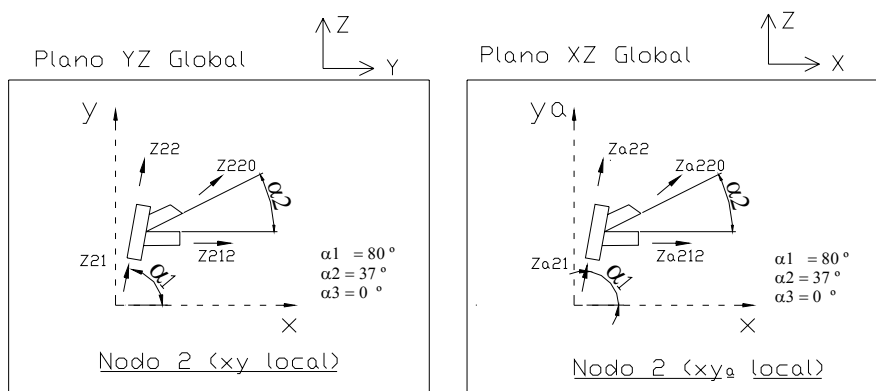 Plano YZ Global
Z
Y
y
Z22
Z220
α2
Z21
Z212
α1
α1 = 80 º
α2 = 37 º
α3 = 0 º
x
Nodo 2 (xy local)
Plano XZ Global
Z
X
ya
Za22
Za220
α2
Za21
Za212
α1
α1 = 80 º
α2 = 37 º
α3 = 0 º
x
Nodo 2 (xya local)